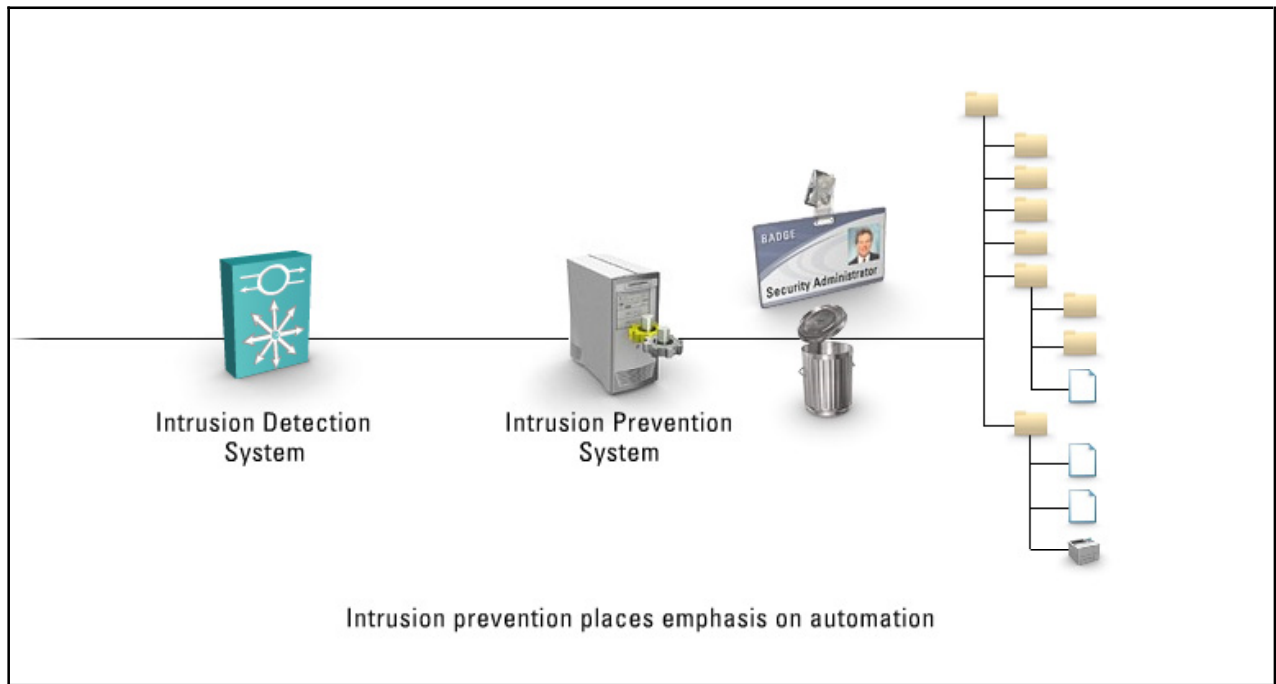 BADGE
Security Administrator
Intrusion Detection
System
Intrusion Prevention
System
Intrusion prevention places emphasis on automation